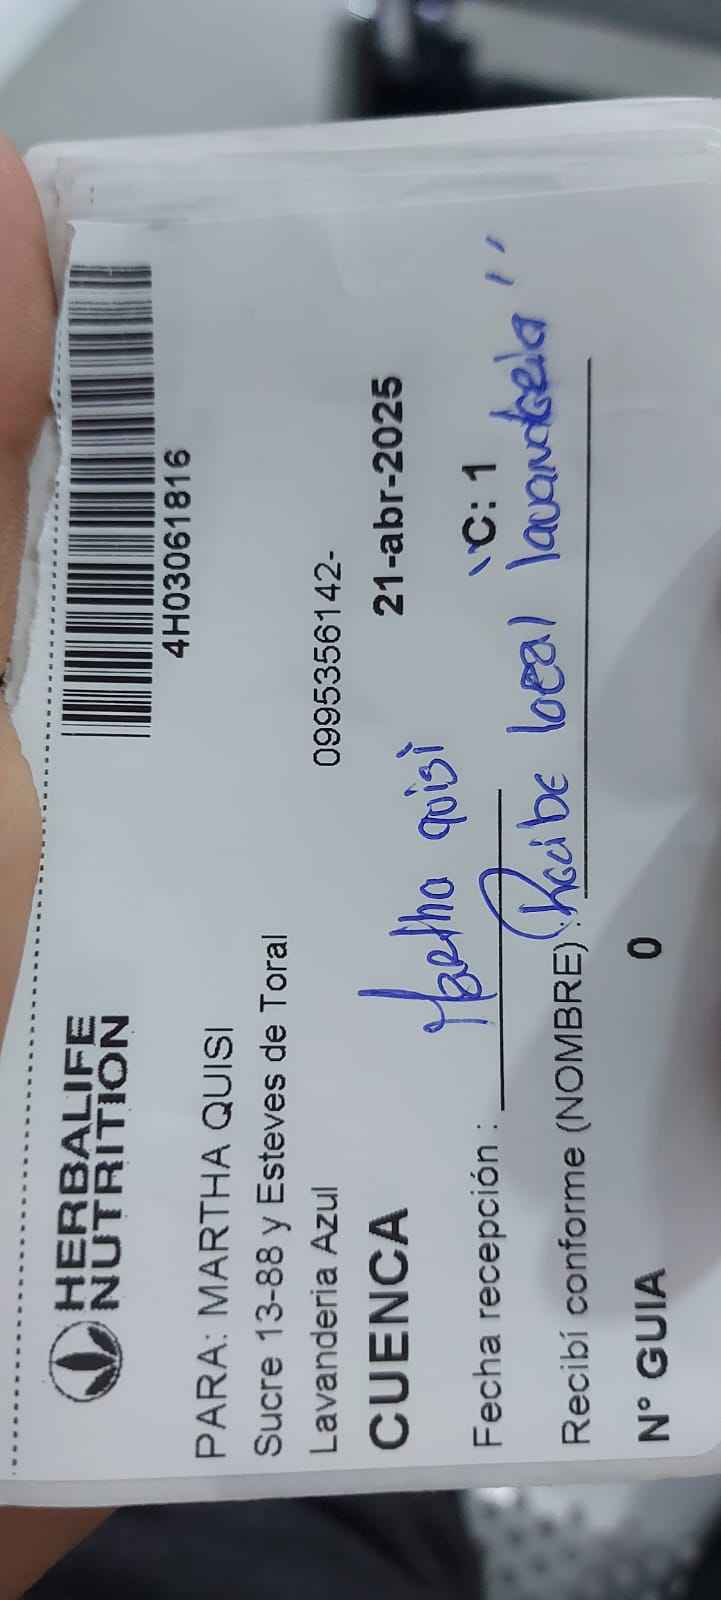 HERBALIFE
NUTRITION
4H03061816
PARA: MARTHA QUISI
Sucre 13-88 y Esteves de Toral
Lavanderia Azul 0995356142-
CUENCA 21-abr-2025
Martha quisi
Fecha recepción : °C: 1
Recibí conforme (NOMBRE) : Recibe local lavandería
N° GUIA 0